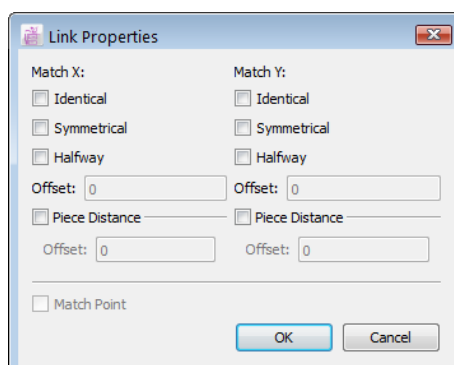 Link Properties
Match X: Match Y:
Identical Identical
Symmetrical Symmetrical
Halfway Halfway
Offset: 0 Offset: 0
Piece Distance Piece Distance
Offset: 0 Offset: 0
Match Point
OK Cancel